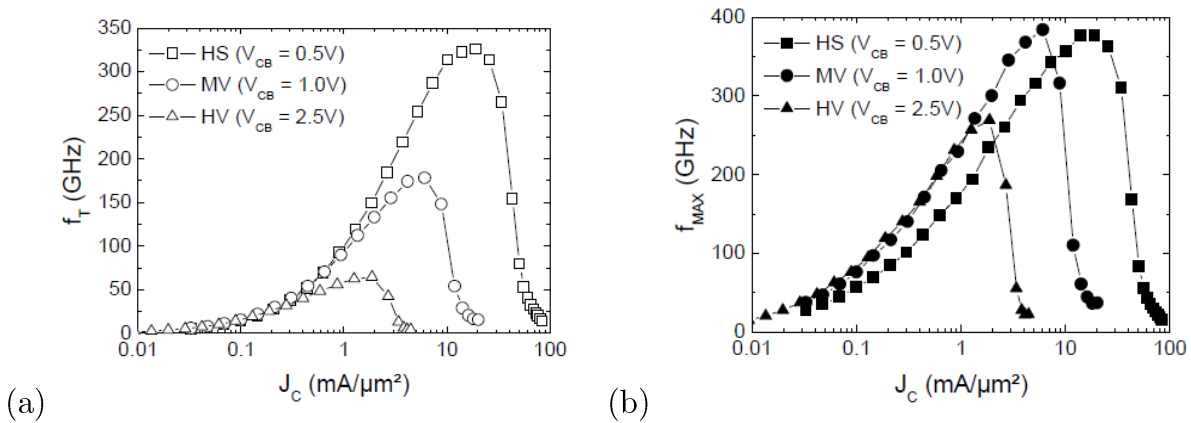 350
300
250
200
150
100
50
0
f_T (GHz)
HS (V_CB = 0.5V)
MV (V_CB = 1.0V)
HV (V_CB = 2.5V)
0.01 0.1 1 10 100
J_C (mA/µm²)
(a)
400
300
200
100
0
f_MAX (GHz)
HS (V_CB = 0.5V)
MV (V_CB = 1.0V)
HV (V_CB = 2.5V)
0.01 0.1 1 10 100
J_C (mA/µm²)
(b)